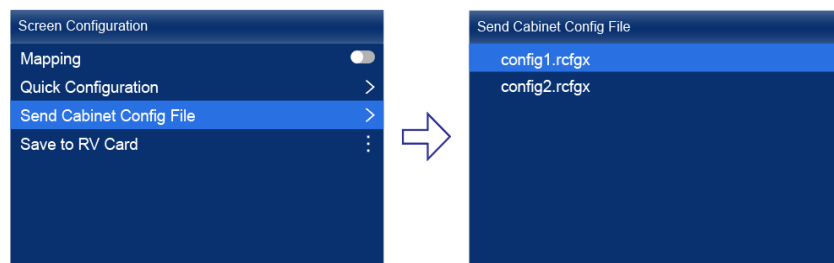 Screen Configuration
Mapping
Quick Configuration
Send Cabinet Config File
Save to RV Card
Send Cabinet Config File
config1.rcfgx
config2.rcfgx